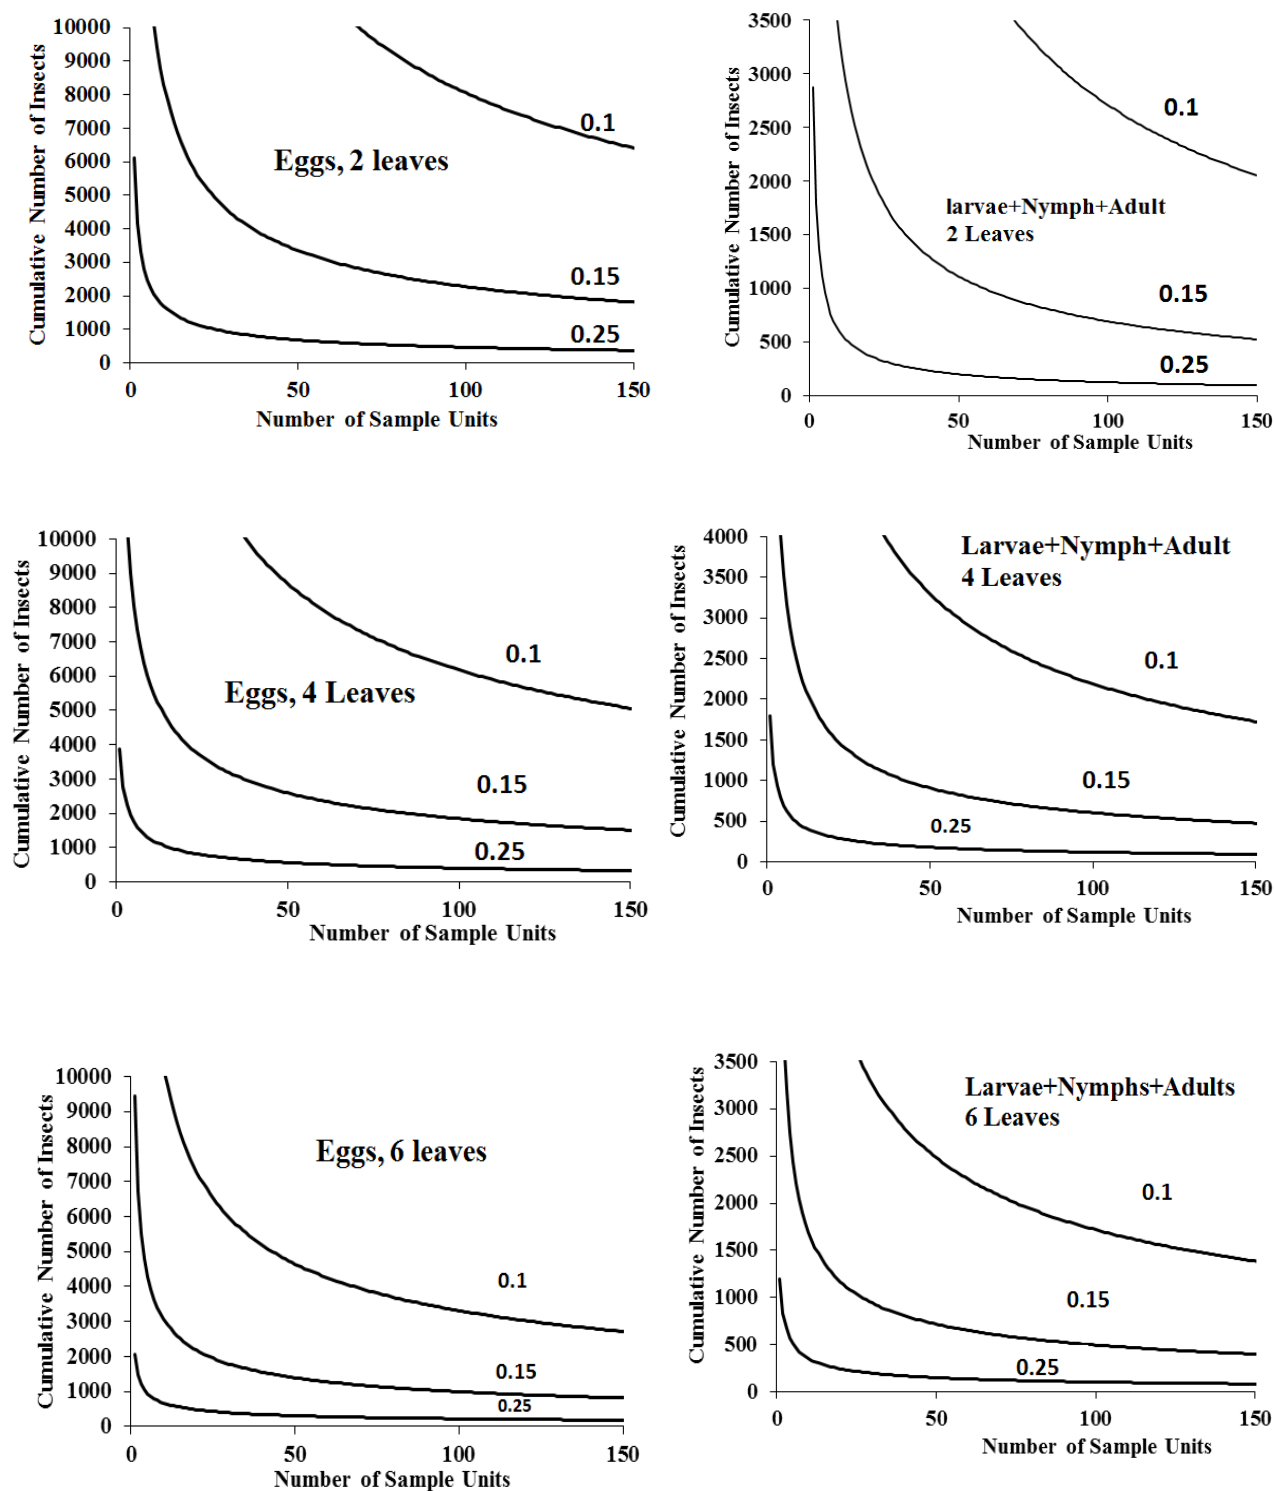 Cumulative Number of Insects
10000
9000
8000
7000
6000
5000
4000
3000
2000
1000
0
0.1
Eggs, 2 leaves
0.15
0.25
0 50 100 150
Number of Sample Units
Cumulative Number of Insects
3500
3000
2500
2000
1500
1000
500
0
0.1
larvae+Nymph+Adult
2 Leaves
0.15
0.25
0 50 100 150
Number of Sample Units
Cumulative Number of Insects
10000
9000
8000
7000
6000
5000
4000
3000
2000
1000
0
0.1
Eggs, 4 Leaves
0.15
0.25
0 50 100 150
Number of Sample Units
Cumulative Number of Insects
4000
3500
3000
2500
2000
1500
1000
500
0
Larvae+Nymph+Adult
4 Leaves
0.1
0.15
0.25
0 50 100 150
Number of Sample Units
Cumulative Number of Insects
10000
9000
8000
7000
6000
5000
4000
3000
2000
1000
0
Eggs, 6 leaves
0.1
0.15
0.25
0 50 100 150
Number of Sample Units
Cumulative Number of Insects
3500
3000
2500
2000
1500
1000
500
0
Larvae+Nymphs+Adults
6 Leaves
0.1
0.15
0.25
0 50 100 150
Number of Sample Units